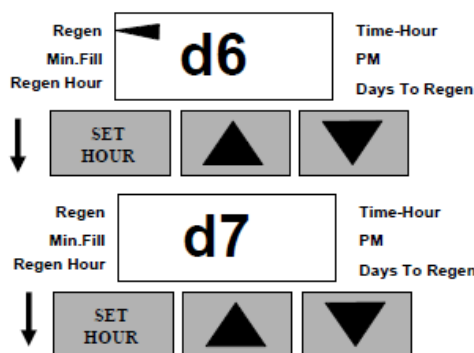 Regen
Min.Fill
Regen Hour
d6
Time-Hour
PM
Days To Regen
SET
HOUR
Regen
Min.Fill
Regen Hour
d7
Time-Hour
PM
Days To Regen
SET
HOUR